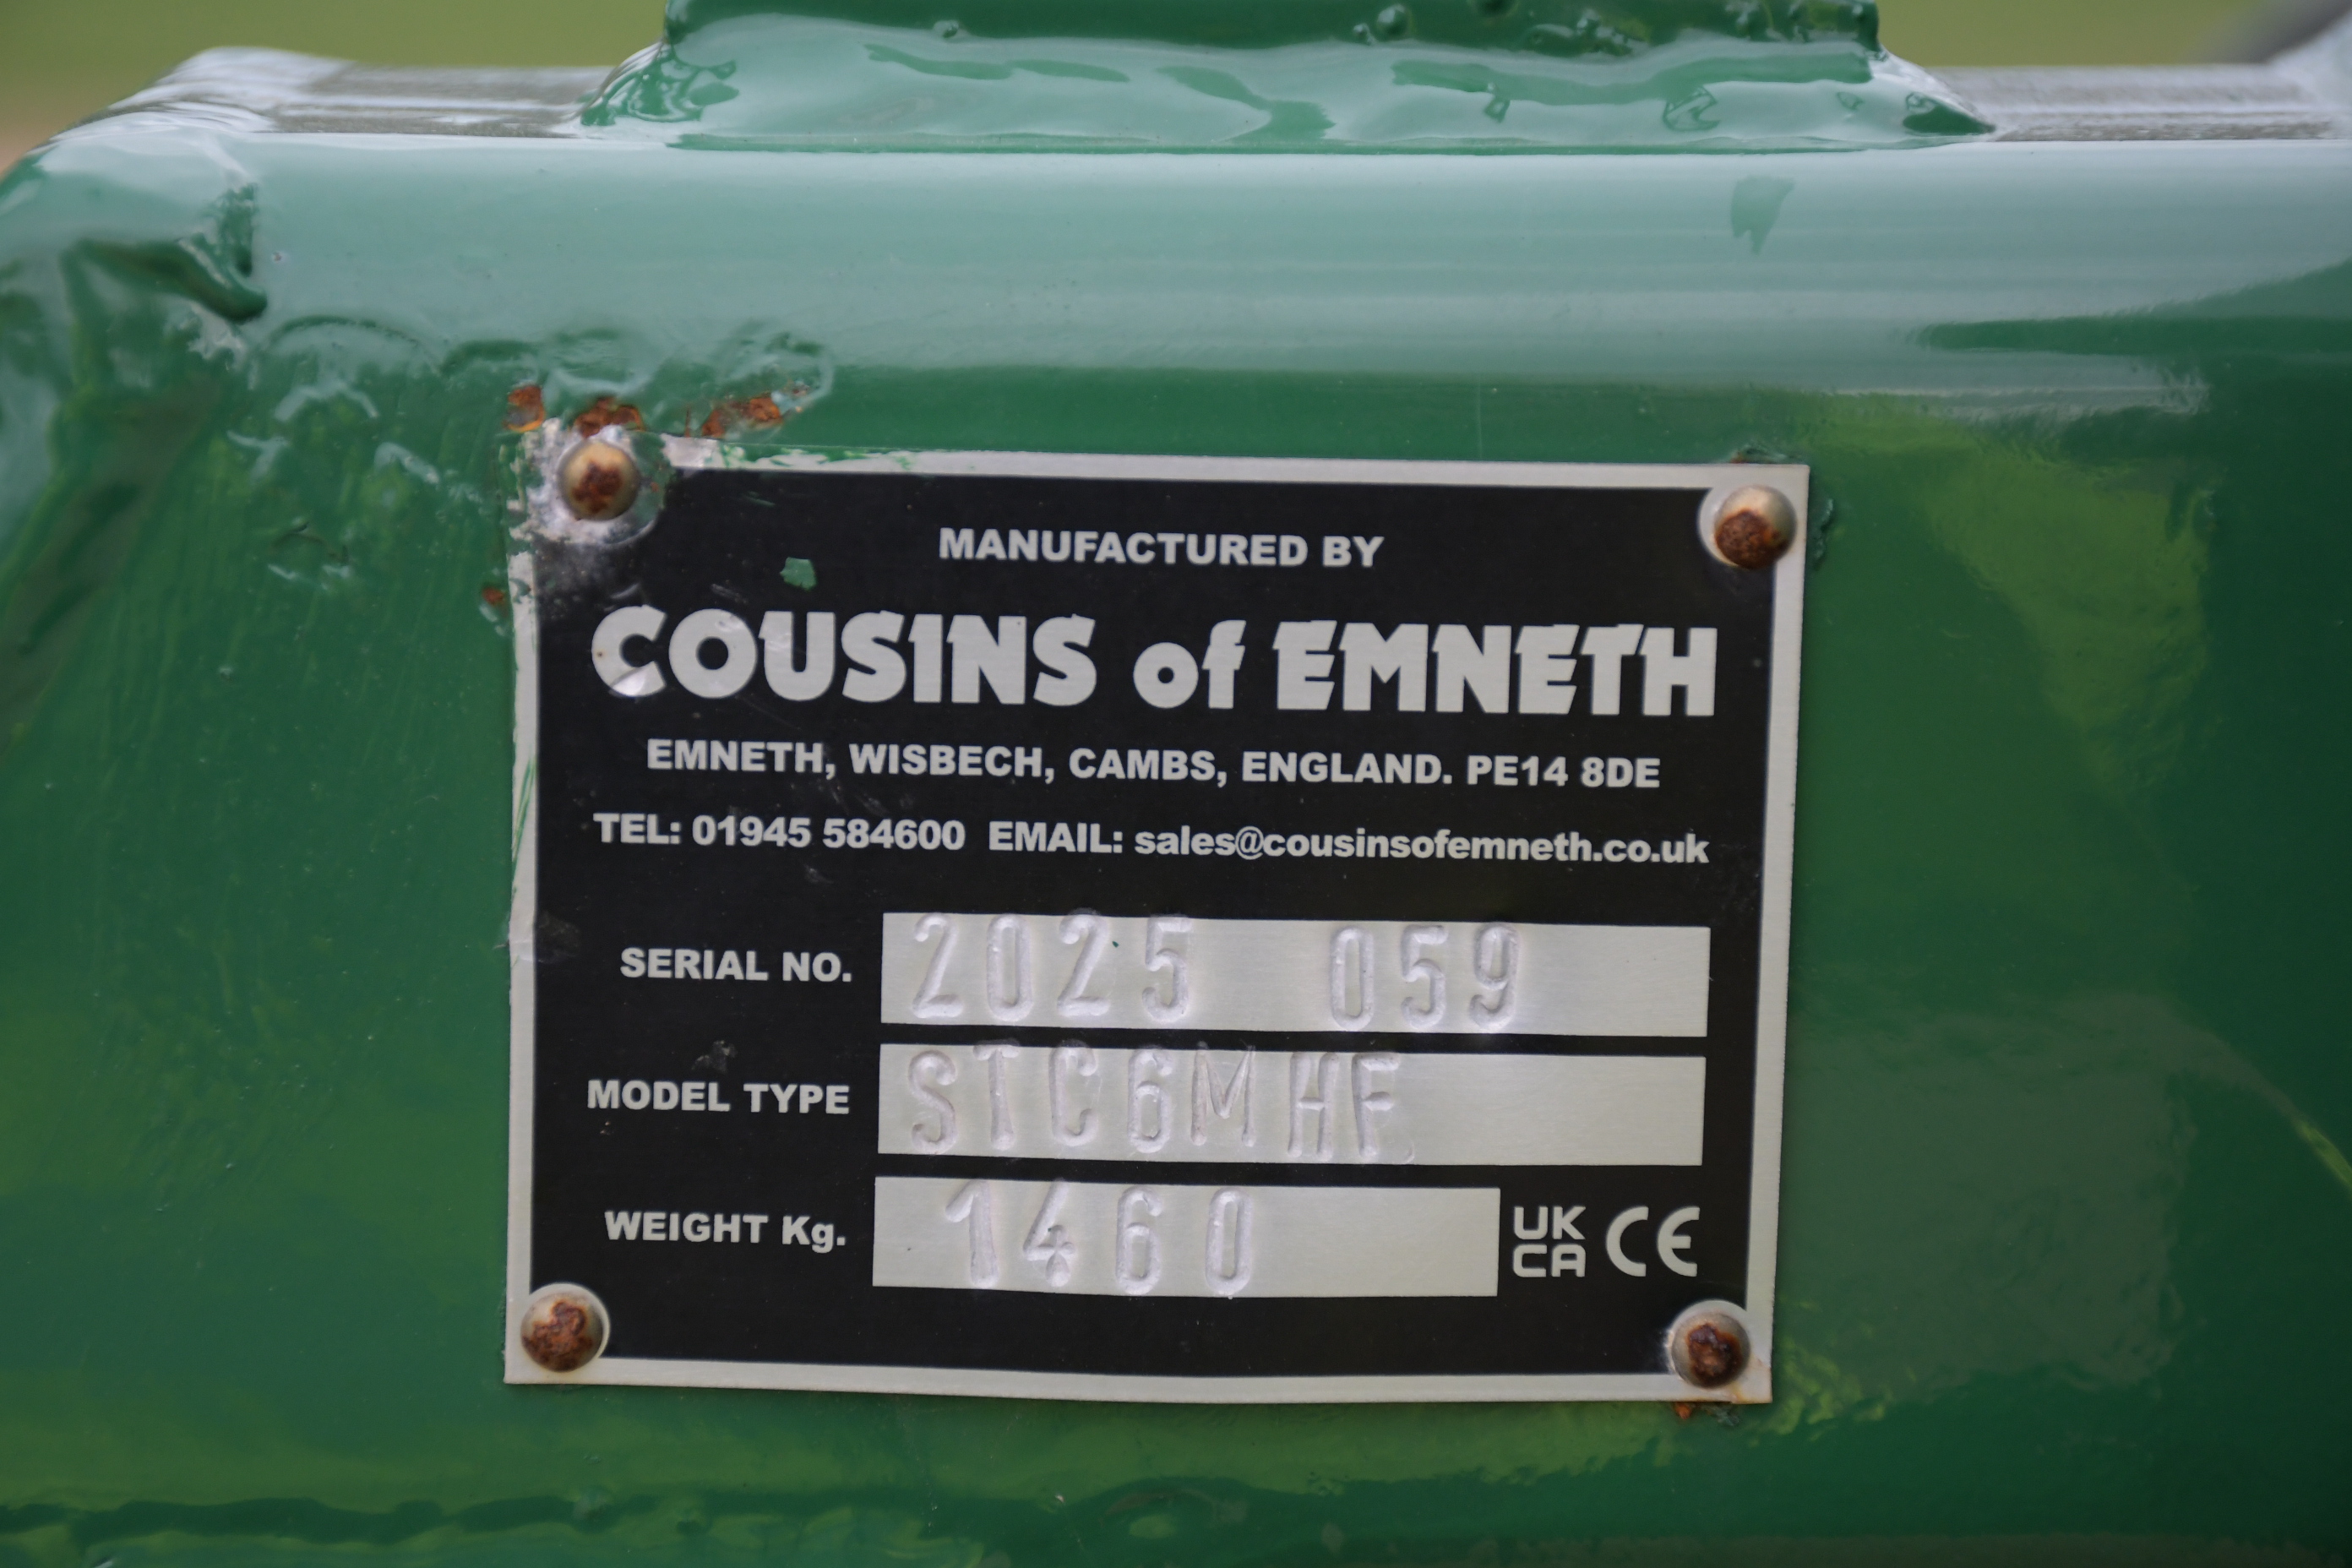 MANUFACTURED BY
COUSINS of EMNETH
EMNETH, WISBECH, CAMBS, ENGLAND. PE14 8DE
TEL: 01945 584600 EMAIL: sales@cousinsofemneth.co.uk
SERIAL NO. 2025 059
MODEL TYPE STC6MHF
WEIGHT Kg. 1460 UK CA CE